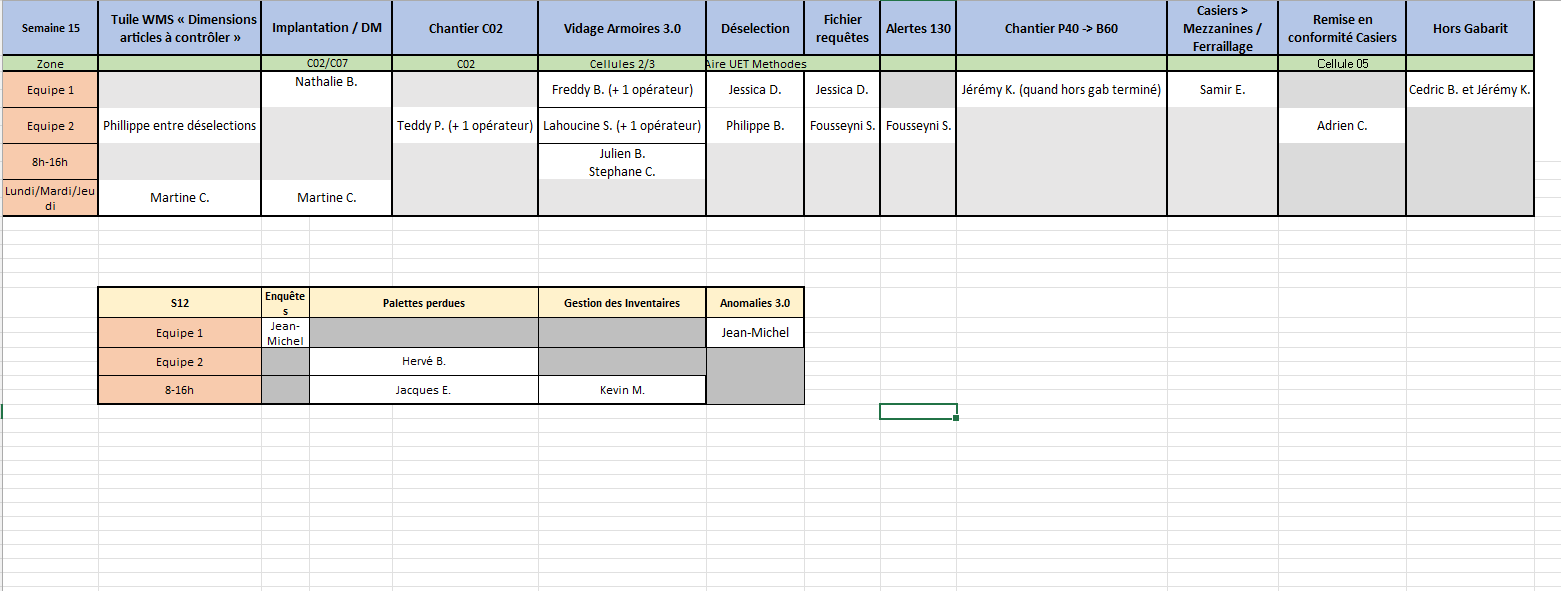 Semaine 15
Tuile WMS « Dimensions
articles à contrôler »
Implantation / DM
Chantier C02
Vidage Armoires 3.0
Déselection
Fichier
requêtes
Alertes 130
Chantier P40 -> B60
Casiers >
Mezzanines /
Ferraillage
Remise en
conformité Casiers
Hors Gabarit
Zone
C02/C07
C02
Cellules 2/3
Aire UET Methodes
Cellule 05
Equipe 1
Nathalie B.
Freddy B. (+ 1 opérateur)
Jessica D.
Jessica D.
Jérémy K. (quand hors gab terminé)
Samir E.
Cedric B. et Jérémy K.
Equipe 2
Phillippe entre déselections
Teddy P. (+ 1 opérateur)
Lahoucine S. (+ 1 opérateur)
Philippe B.
Fousseyni S.
Fousseyni S.
Adrien C.
8h-16h
Julien B.
Stephane C.
Lundi/Mardi/Jeu
di
Martine C.
Martine C.
S12
Enquête
s
Palettes perdues
Gestion des Inventaires
Anomalies 3.0
Equipe 1
Jean-
Michel
Jean-Michel
Equipe 2
Hervé B.
8-16h
Jacques E.
Kevin M.